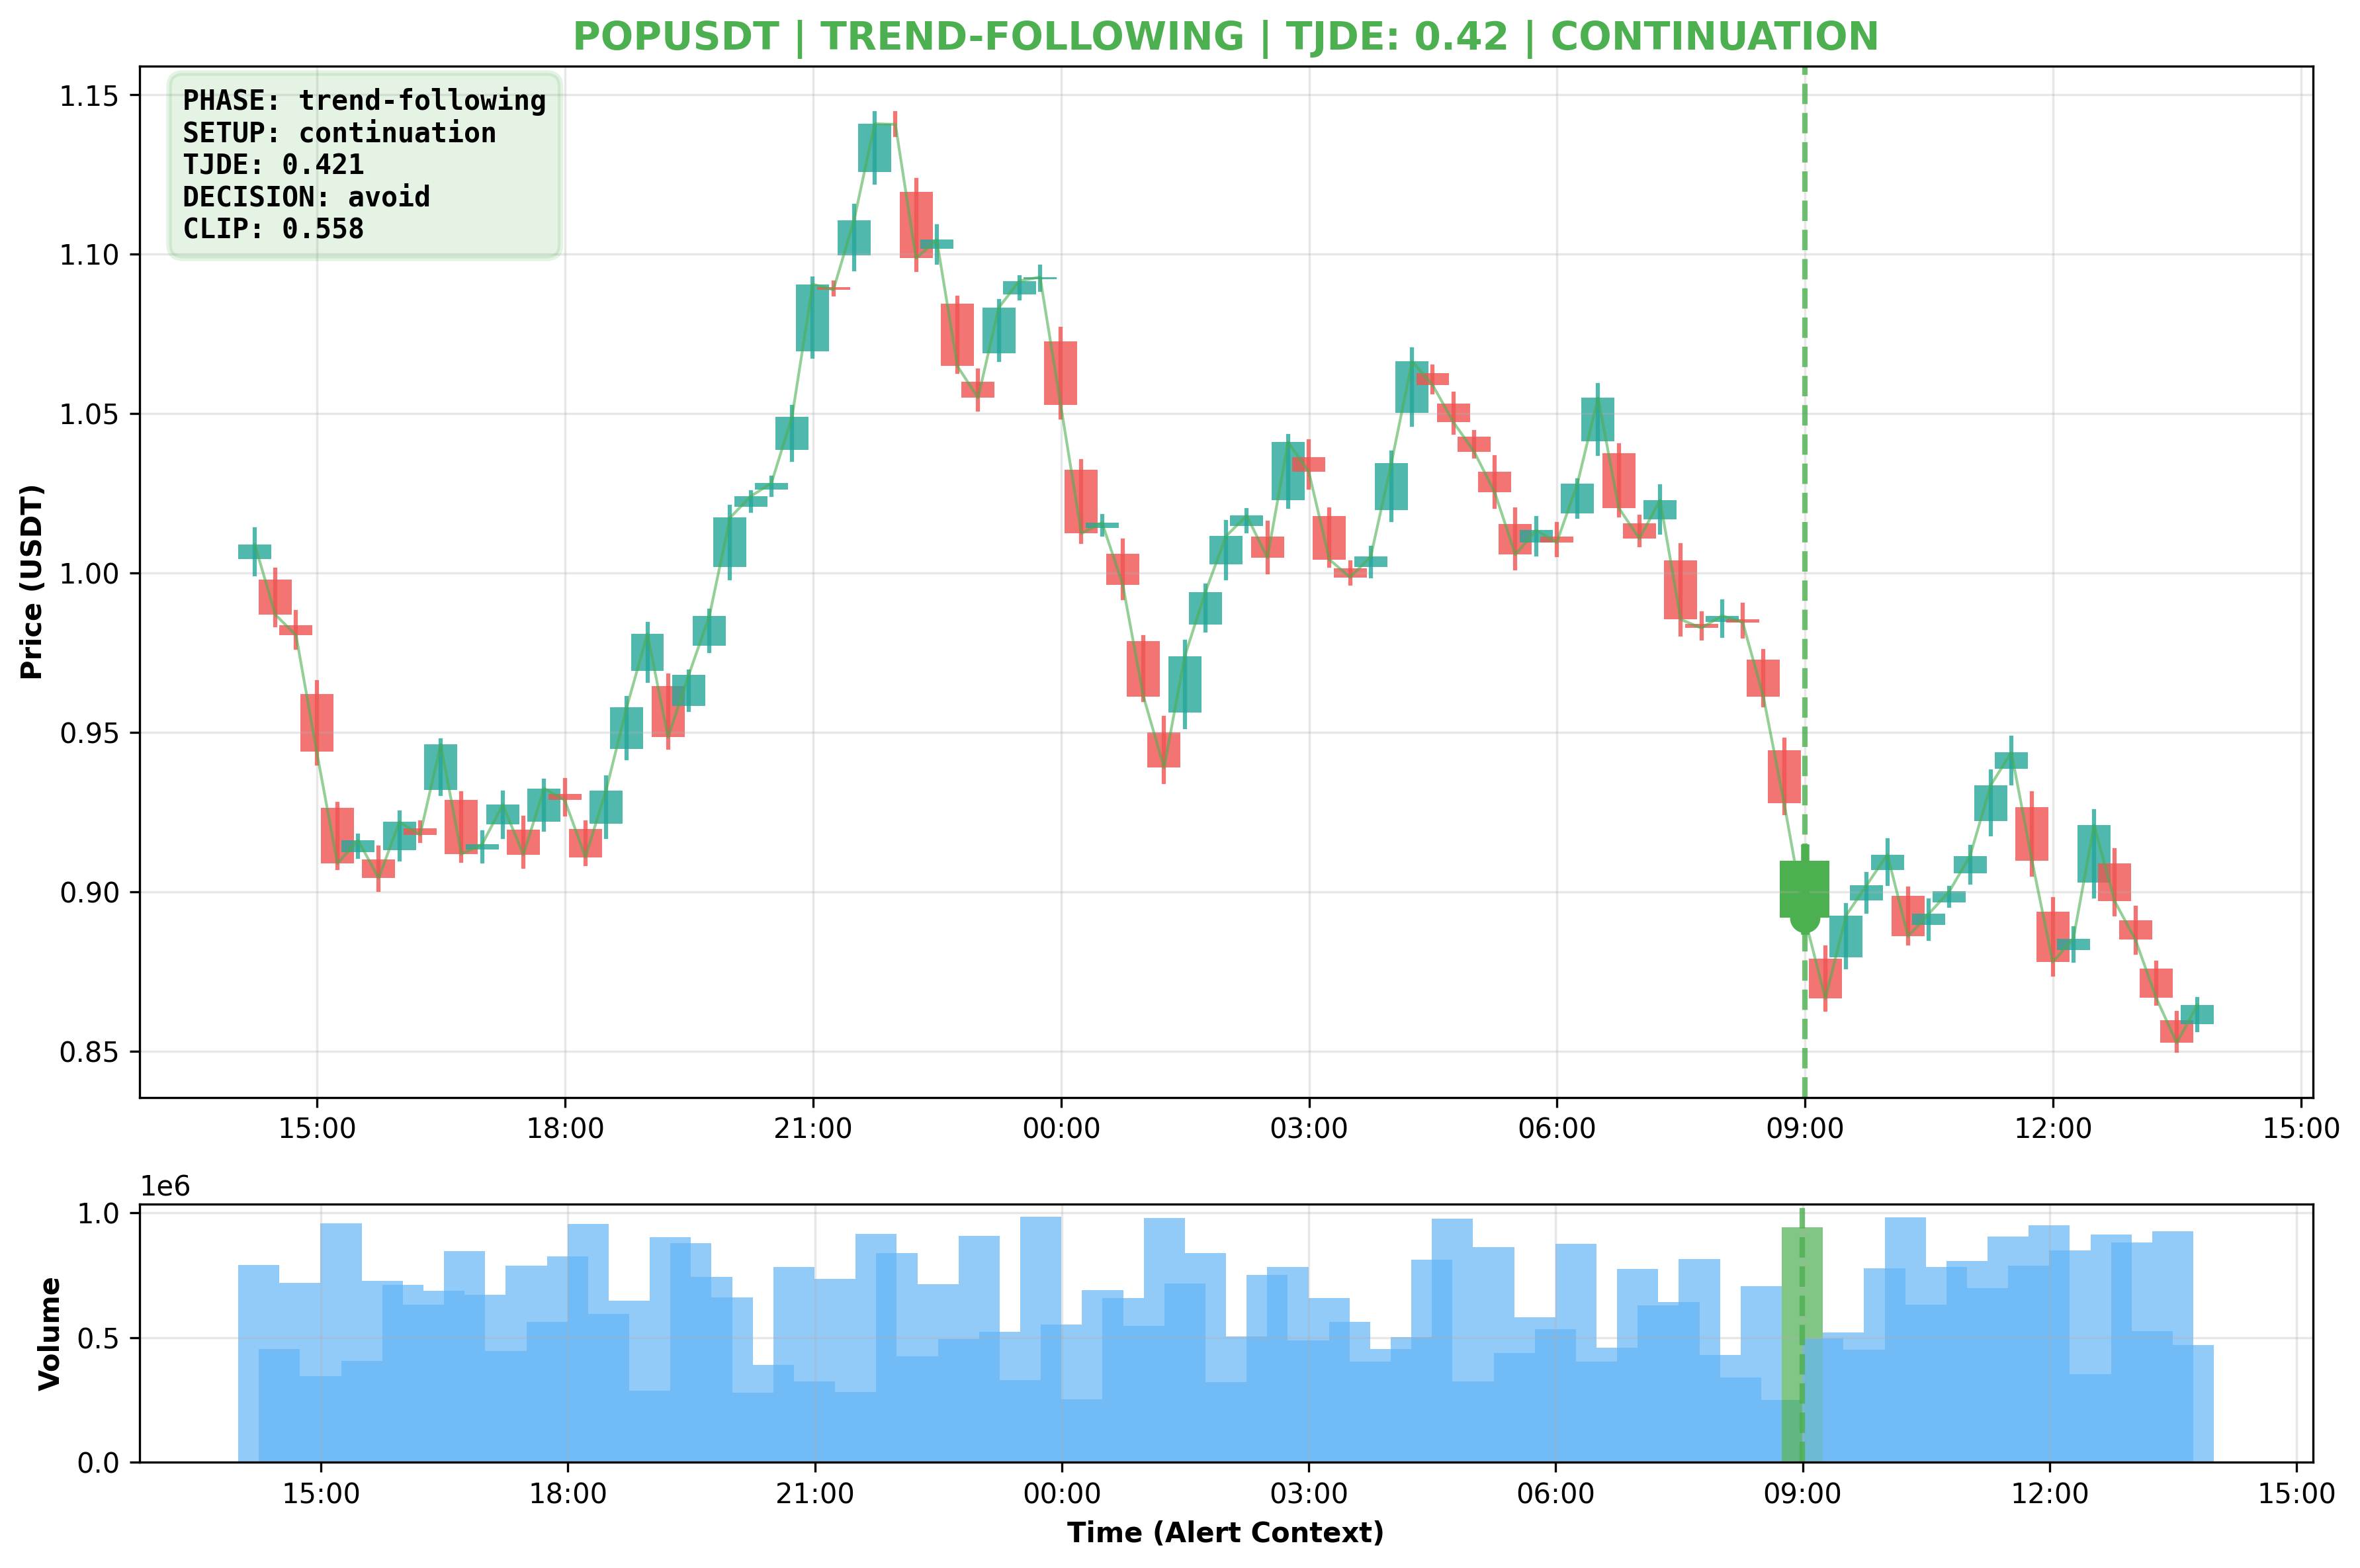 POPUSDT | TREND-FOLLOWING | TJDE: 0.42 | CONTINUATION
PHASE: trend-following
SETUP: continuation
TJDE: 0.421
DECISION: avoid
CLIP: 0.558
Price (USDT)
1.15
1.10
1.05
1.00
0.95
0.90
0.85
15:00 18:00 21:00 00:00 03:00 06:00 09:00 12:00 15:00
1e6
Volume
1.0
0.5
0.0
15:00 18:00 21:00 00:00 03:00 06:00 09:00 12:00 15:00
Time (Alert Context)